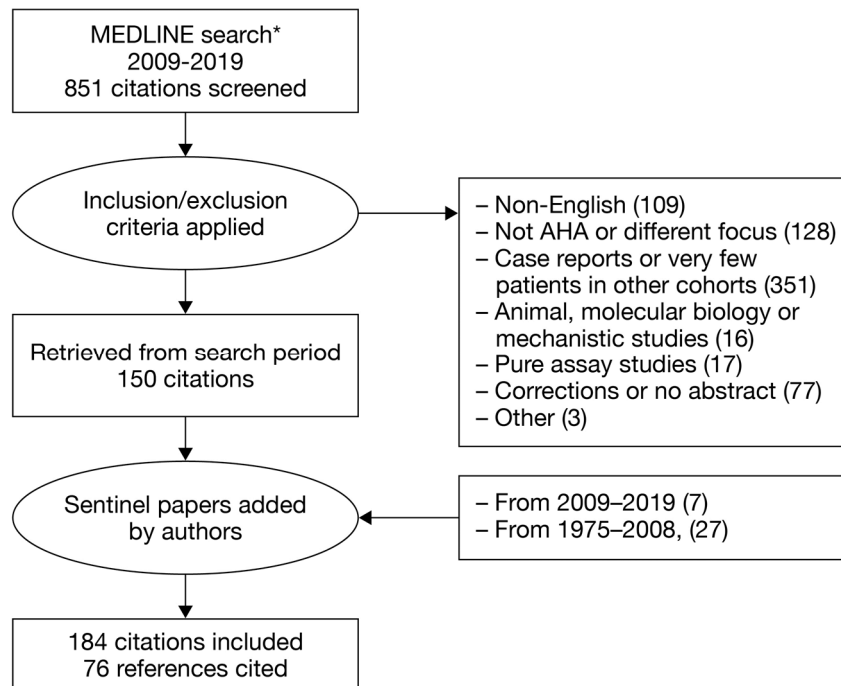 MEDLINE search*
2009-2019
851 citations screened
Inclusion/exclusion
criteria applied
– Non-English (109)
– Not AHA or different focus (128)
– Case reports or very few
patients in other cohorts (351)
– Animal, molecular biology or
mechanistic studies (16)
– Pure assay studies (17)
– Corrections or no abstract (77)
– Other (3)
Retrieved from search period
150 citations
Sentinel papers added
by authors
– From 2009–2019 (7)
– From 1975–2008, (27)
184 citations included
76 references cited